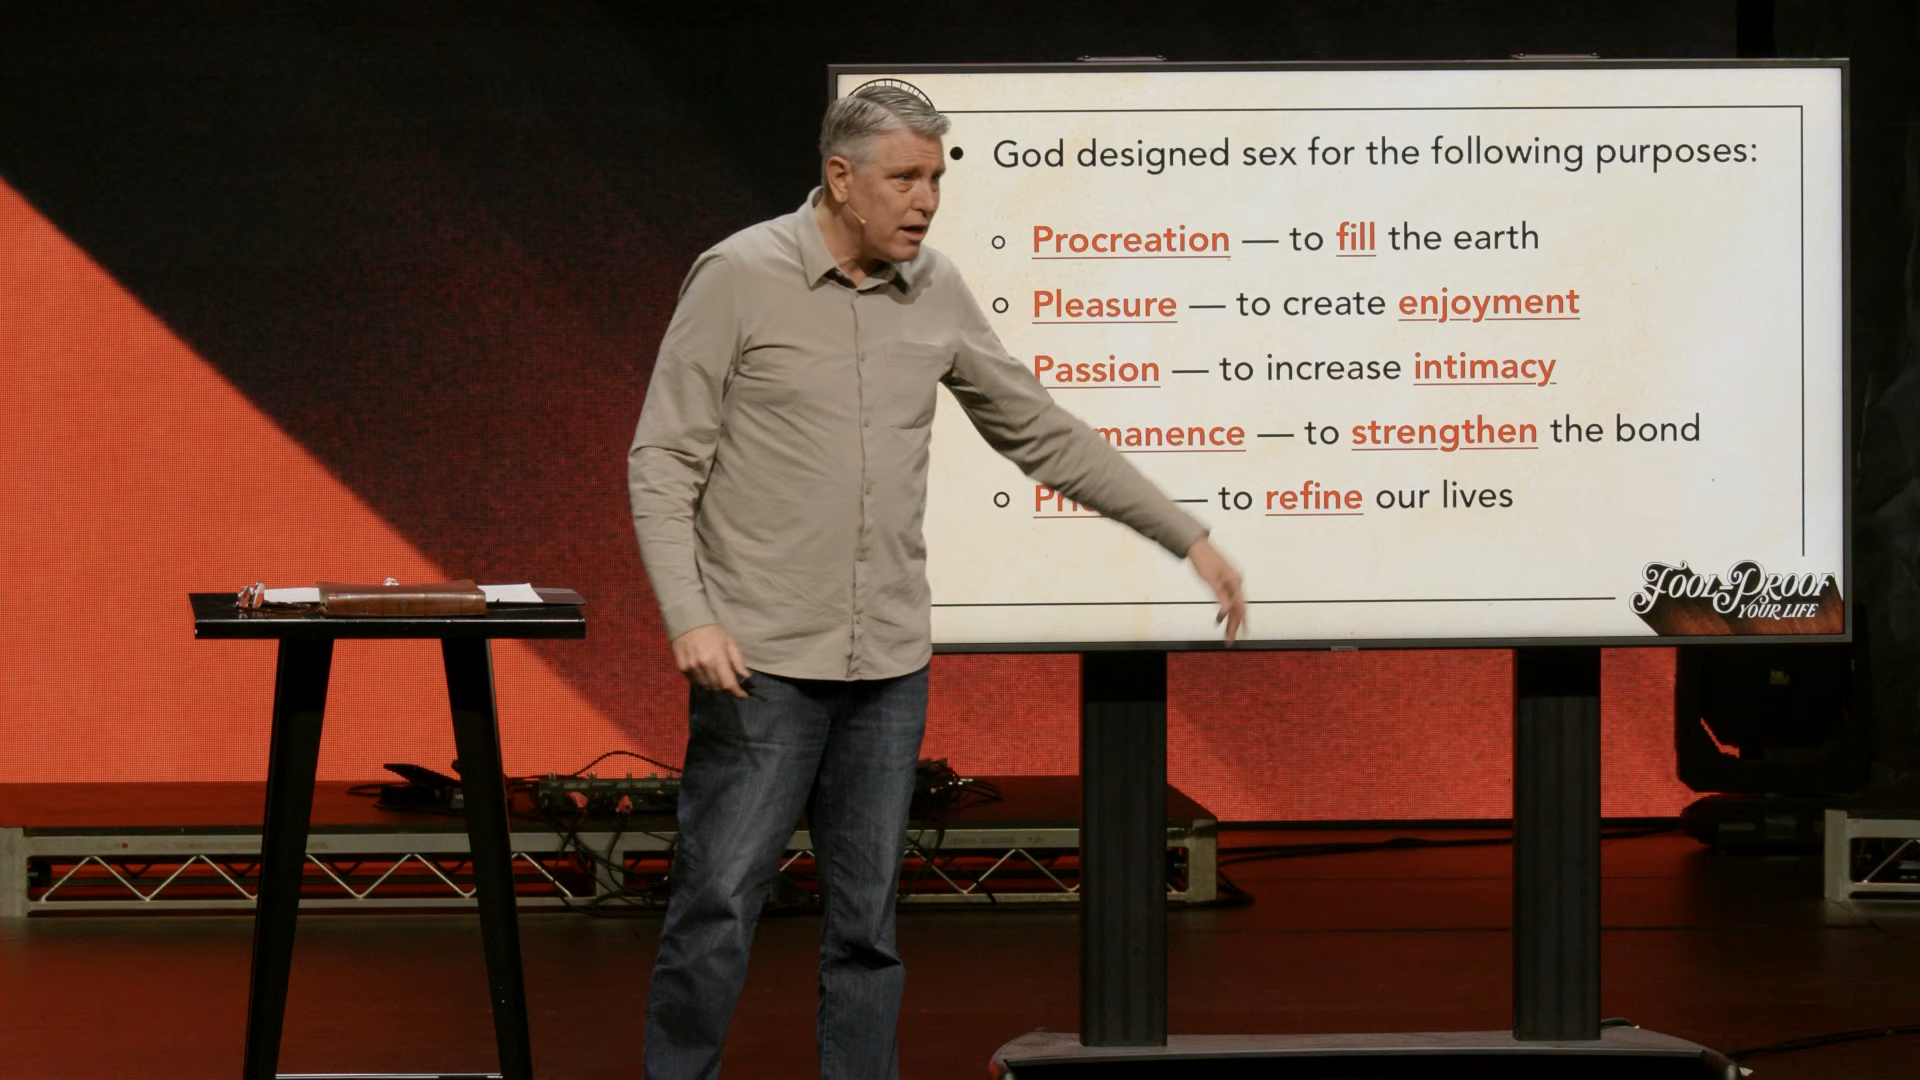 • God designed sex for the following purposes:
Procreation — to fill the earth
Pleasure — to create enjoyment
Passion — to increase intimacy
manence — to strengthen the bond
— to refine our lives
FOOL-PROOF
YOUR LIFE